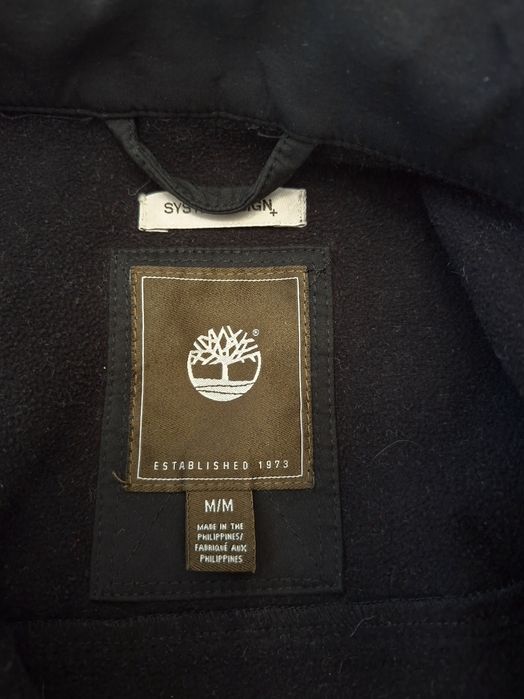 ®
ESTABLISHED 1973
M/M
MADE IN THE
PHILIPPINES/
FABRIQUÉ AUX
PHILIPPINES